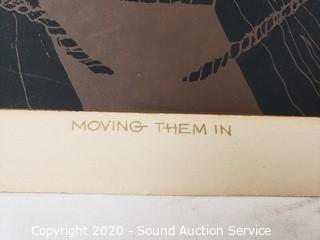 MOVING THEM IN
Copyright 2020 - Sound Auction Service